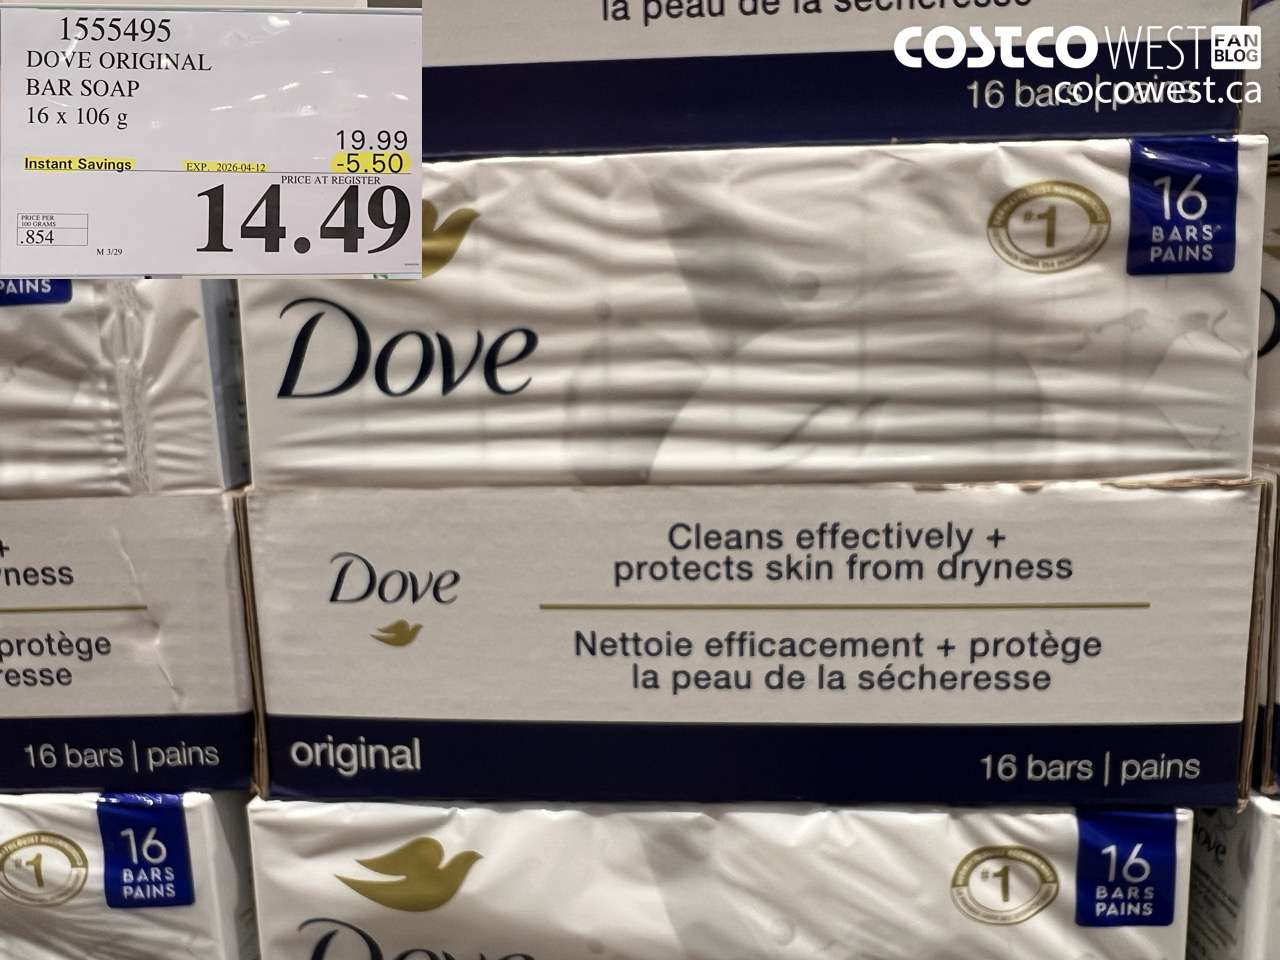 1555495
DOVE ORIGINAL
BAR SOAP
16 x 106 g
19.99
Instant Savings
EXP. 2026-04-12
-5.50
PRICE AT REGISTER
14.49
PRICE PER
100 GRAMS
.854
M 3/29
la peau de la sécheresse
16 bars | pains
COSTCO WEST FAN BLOG
cocowest.ca
PAINS
#1
16
BARS
PAINS
Dove
ness
protège
esse
16 bars | pains
Dove
Cleans effectively +
protects skin from dryness
Nettoie efficacement + protège
la peau de la sécheresse
original
16 bars | pains
#1
16
BARS
PAINS
Dove
#1
16
BARS
PAINS